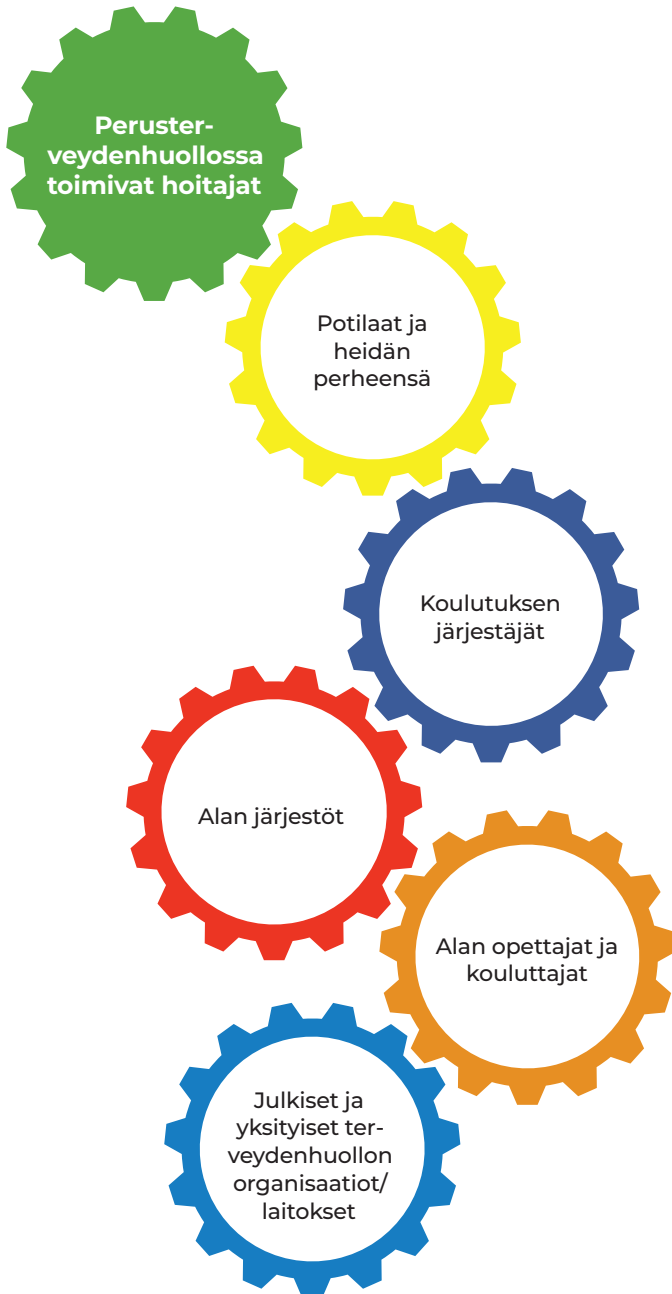 Peruster-
veydenhuollossa
toimivat hoitajat
Potilaat ja
heidän
perheensä
Koulutuksen
järjestäjät
Alan järjestöt
Alan opettajat ja
kouluttajat
Julkiset ja
yksityiset ter-
veydenhuollon
organisaatiot/
laitokset